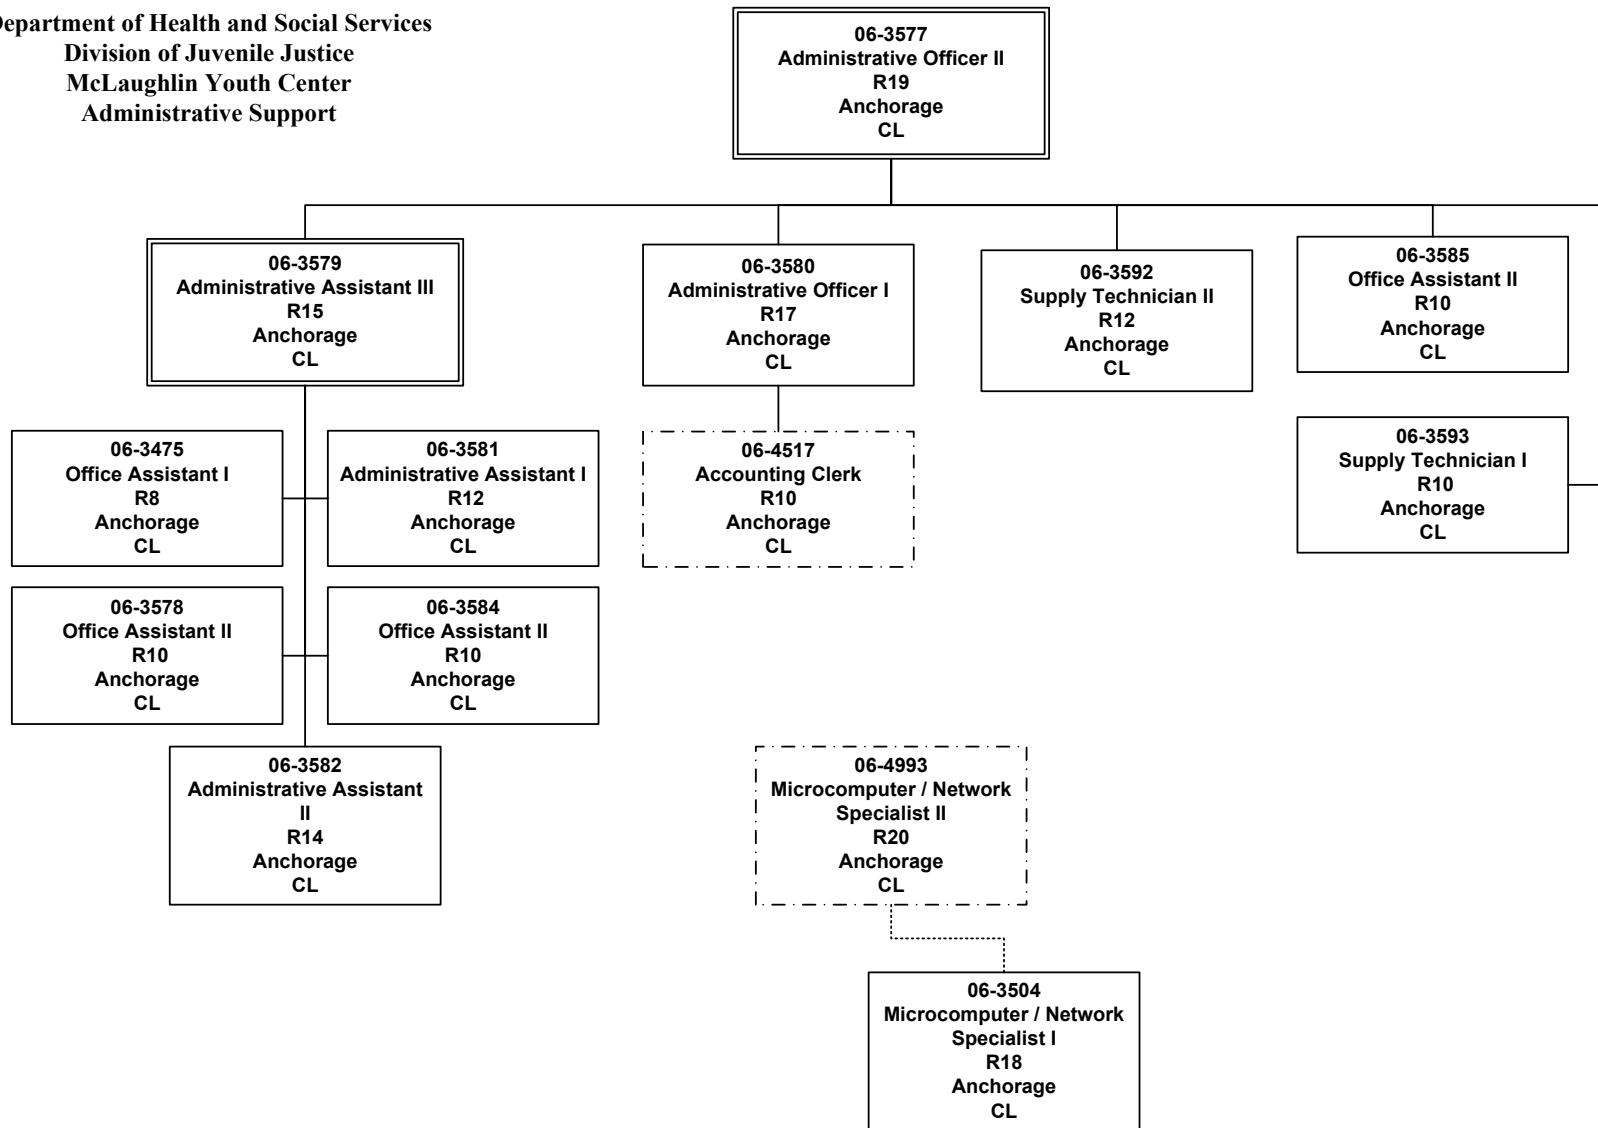 Department of Health and Social Services
Division of Juvenile Justice
McLaughlin Youth Center
Administrative Support
06-3577
Administrative Officer II
R19
Anchorage
CL
06-3579
Administrative Assistant III
R15
Anchorage
CL
06-3580
Administrative Officer I
R17
Anchorage
CL
06-3592
Supply Technician II
R12
Anchorage
CL
06-3585
Office Assistant II
R10
Anchorage
CL
06-3475
Office Assistant I
R8
Anchorage
CL
06-3581
Administrative Assistant I
R12
Anchorage
CL
06-4517
Accounting Clerk
R10
Anchorage
CL
06-3593
Supply Technician I
R10
Anchorage
CL
06-3578
Office Assistant II
R10
Anchorage
CL
06-3584
Office Assistant II
R10
Anchorage
CL
06-3582
Administrative Assistant
II
R14
Anchorage
CL
06-4993
Microcomputer / Network
Specialist II
R20
Anchorage
CL
06-3504
Microcomputer / Network
Specialist I
R18
Anchorage
CL